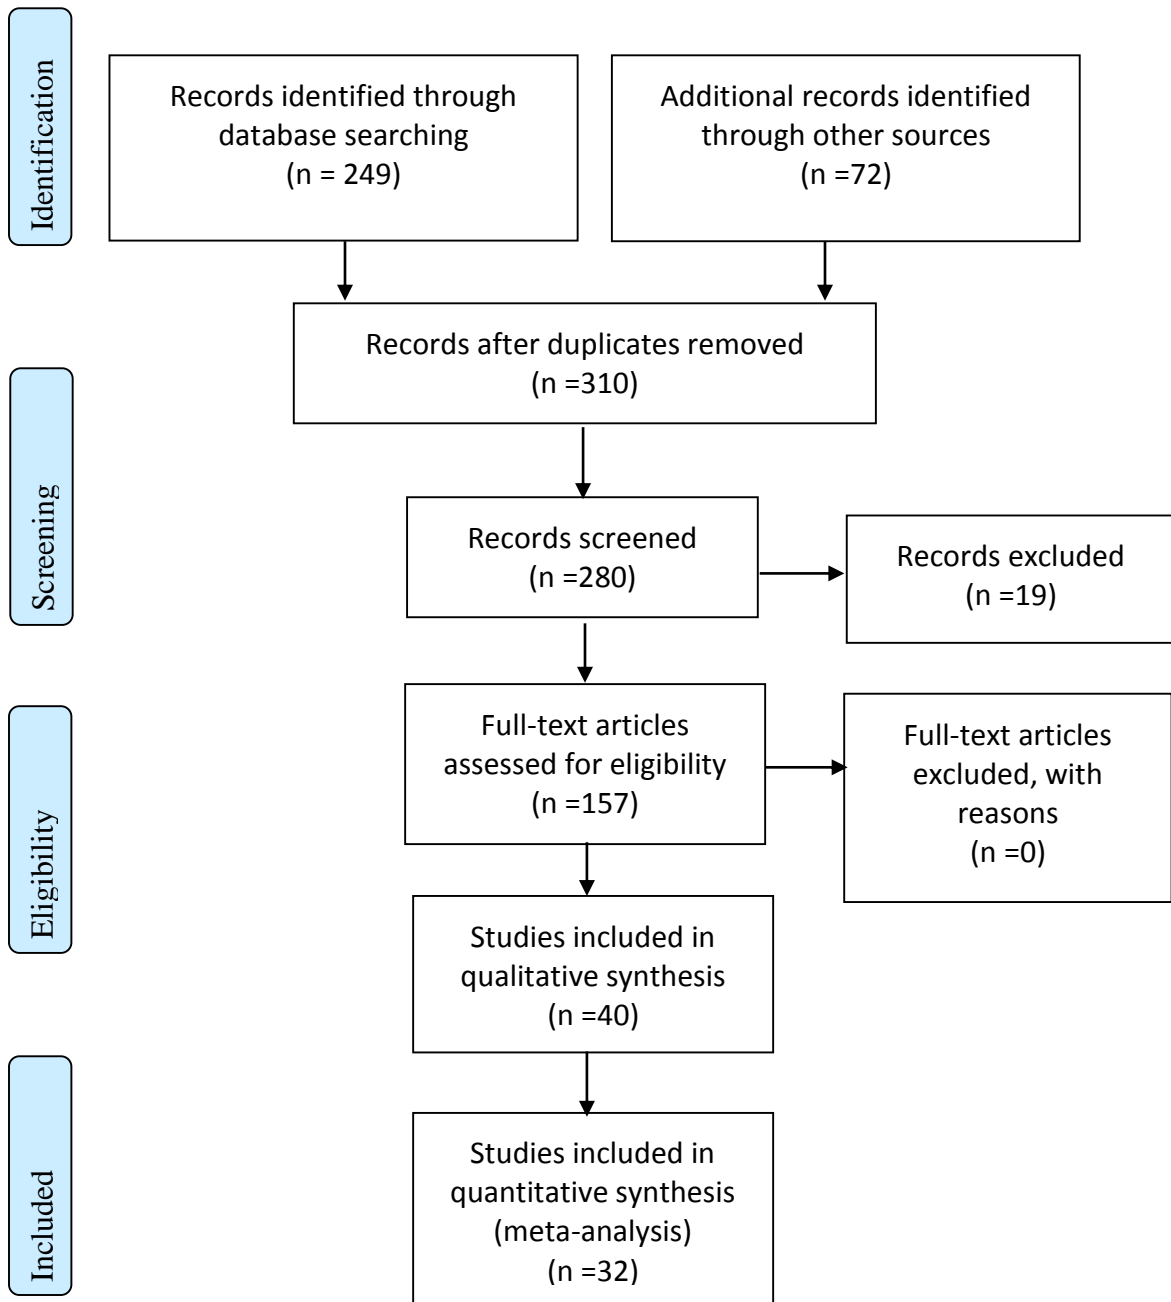 Identification
Records identified through
database searching
(n = 249)
Additional records identified
through other sources
(n =72)
Records after duplicates removed
(n =310)
Screening
Records screened
(n =280)
Records excluded
(n =19)
Eligibility
Full-text articles
assessed for eligibility
(n =157)
Full-text articles
excluded, with
reasons
(n =0)
Studies included in
qualitative synthesis
(n =40)
Included
Studies included in
quantitative synthesis
(meta-analysis)
(n =32)